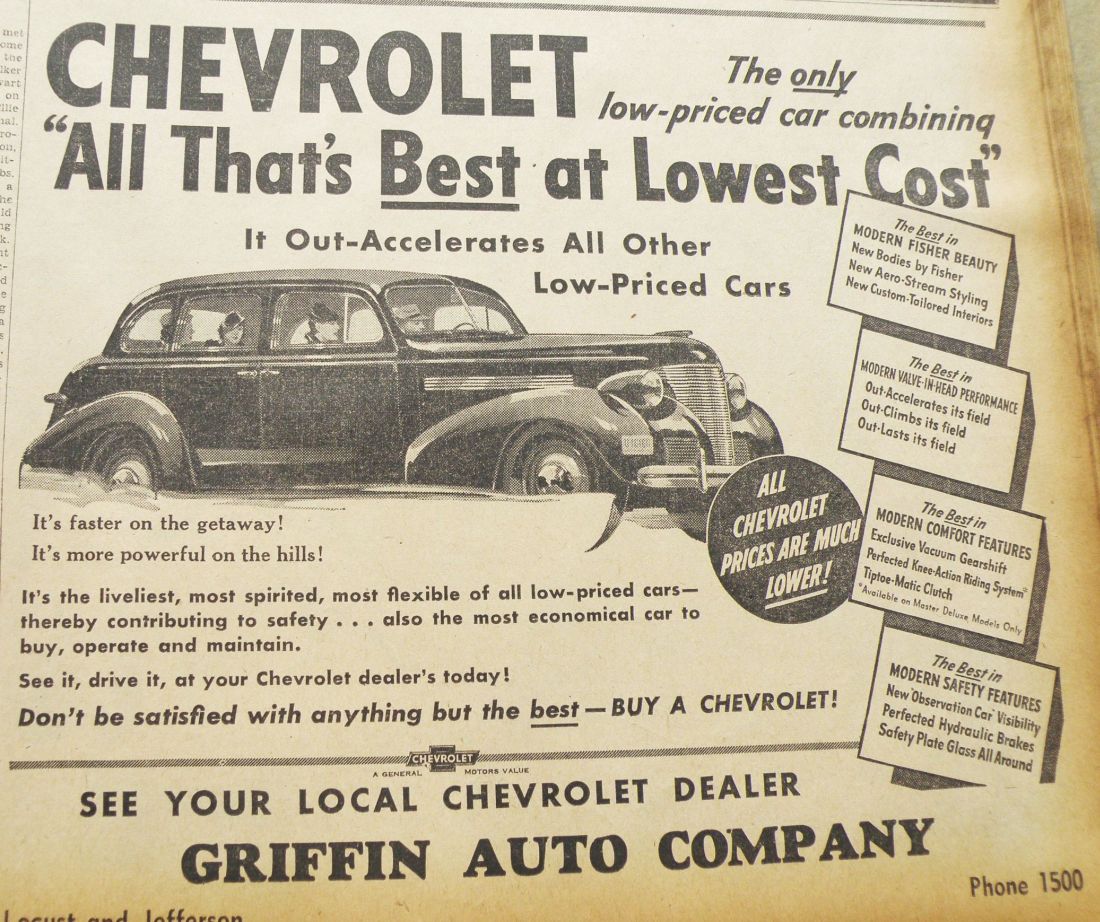 CHEVROLET
The only
low-priced car combining
"All That's Best at Lowest Cost"
It Out-Accelerates All Other
Low-Priced Cars
The Best in
MODERN FISHER BEAUTY
New Bodies by Fisher
New Aero-Stream Styling
New Custom-Tailored Interiors
The Best in
MODERN VALVE-IN-HEAD PERFORMANCE
Out-Accelerates its field
Out-Climbs its field
Out-Lasts its field
The Best in
MODERN COMFORT FEATURES
Exclusive Vacuum Gearshift
Perfected Knee-Action Riding System*
Tiptoe-Matic Clutch
*Available on Master Deluxe Models Only
The Best in
MODERN SAFETY FEATURES
New "Observation Car" Visibility
Perfected Hydraulic Brakes
Safety Plate Glass All Around
ALL
CHEVROLET
PRICES ARE MUCH
LOWER!
It's faster on the getaway!
It's more powerful on the hills!
It's the liveliest, most spirited, most flexible of all low-priced cars—
thereby contributing to safety . . . also the most economical car to
buy, operate and maintain.
See it, drive it, at your Chevrolet dealer's today!
Don't be satisfied with anything but the best—BUY A CHEVROLET!
CHEVROLET
A GENERAL MOTORS VALUE
SEE YOUR LOCAL CHEVROLET DEALER
GRIFFIN AUTO COMPANY
Phone 1500
Locust and Jefferson